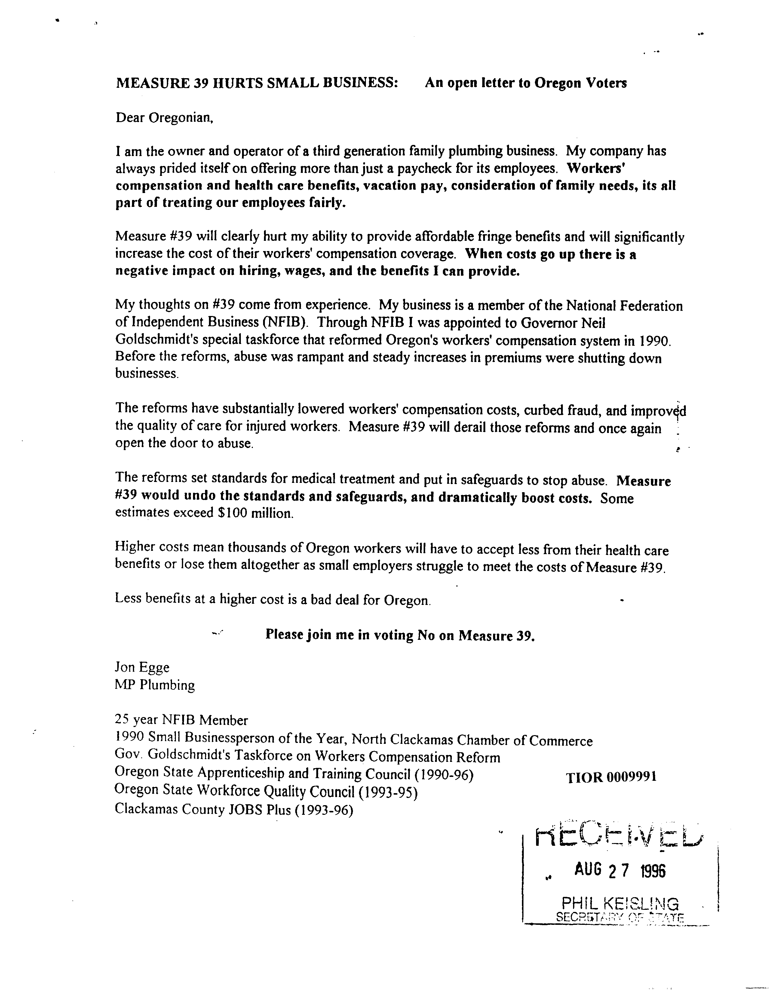 MEASURE 39 HURTS SMALL BUSINESS: An open letter to Oregon Voters
Dear Oregonian,
I am the owner and operator of a third generation family plumbing business. My company has
always prided itself on offering more than just a paycheck for its employees. Workers'
compensation and health care benefits, vacation pay, consideration of family needs, its all
part of treating our employees fairly.
Measure #39 will clearly hurt my ability to provide affordable fringe benefits and will significantly
increase the cost of their workers' compensation coverage. When costs go up there is a
negative impact on hiring, wages, and the benefits I can provide.
My thoughts on #39 come from experience. My business is a member of the National Federation
of Independent Business (NFIB). Through NFIB I was appointed to Governor Neil
Goldschmidt's special taskforce that reformed Oregon's workers' compensation system in 1990.
Before the reforms, abuse was rampant and steady increases in premiums were shutting down
businesses.
The reforms have substantially lowered workers' compensation costs, curbed fraud, and improved
the quality of care for injured workers. Measure #39 will derail those reforms and once again
open the door to abuse.
The reforms set standards for medical treatment and put in safeguards to stop abuse. Measure
#39 would undo the standards and safeguards, and dramatically boost costs. Some
estimates exceed $100 million.
Higher costs mean thousands of Oregon workers will have to accept less from their health care
benefits or lose them altogether as small employers struggle to meet the costs of Measure #39.
Less benefits at a higher cost is a bad deal for Oregon.
Please join me in voting No on Measure 39.
Jon Egge
MP Plumbing
25 year NFIB Member
1990 Small Businessperson of the Year, North Clackamas Chamber of Commerce
Gov. Goldschmidt's Taskforce on Workers Compensation Reform
Oregon State Apprenticeship and Training Council (1990-96)
TIOR 0009991
Oregon State Workforce Quality Council (1993-95)
Clackamas County JOBS Plus (1993-96)
RECEIVED
AUG 27 1996
PHIL KEISLING
SECRETARY OF STATE